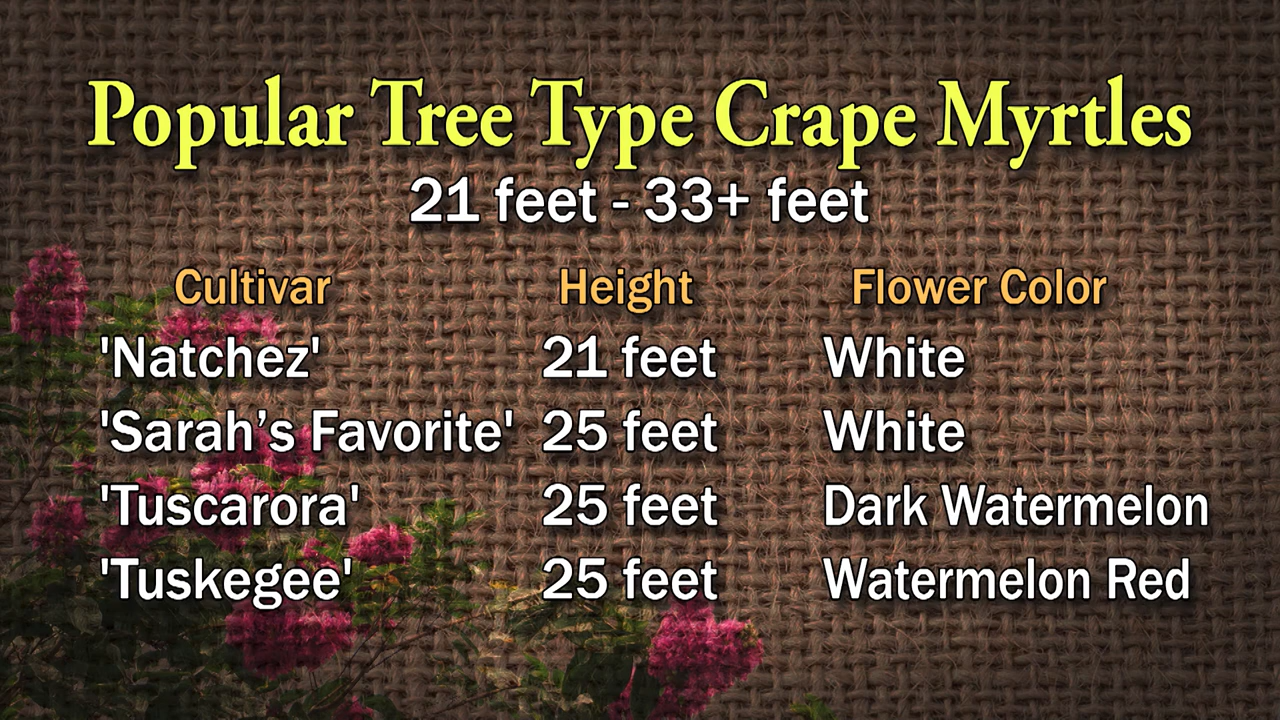 Popular Tree Type Crape Myrtles
21 feet - 33+ feet
Cultivar Height Flower Color
'Natchez' 21 feet White
'Sarah’s Favorite' 25 feet White
'Tuscarora' 25 feet Dark Watermelon
'Tuskegee' 25 feet Watermelon Red